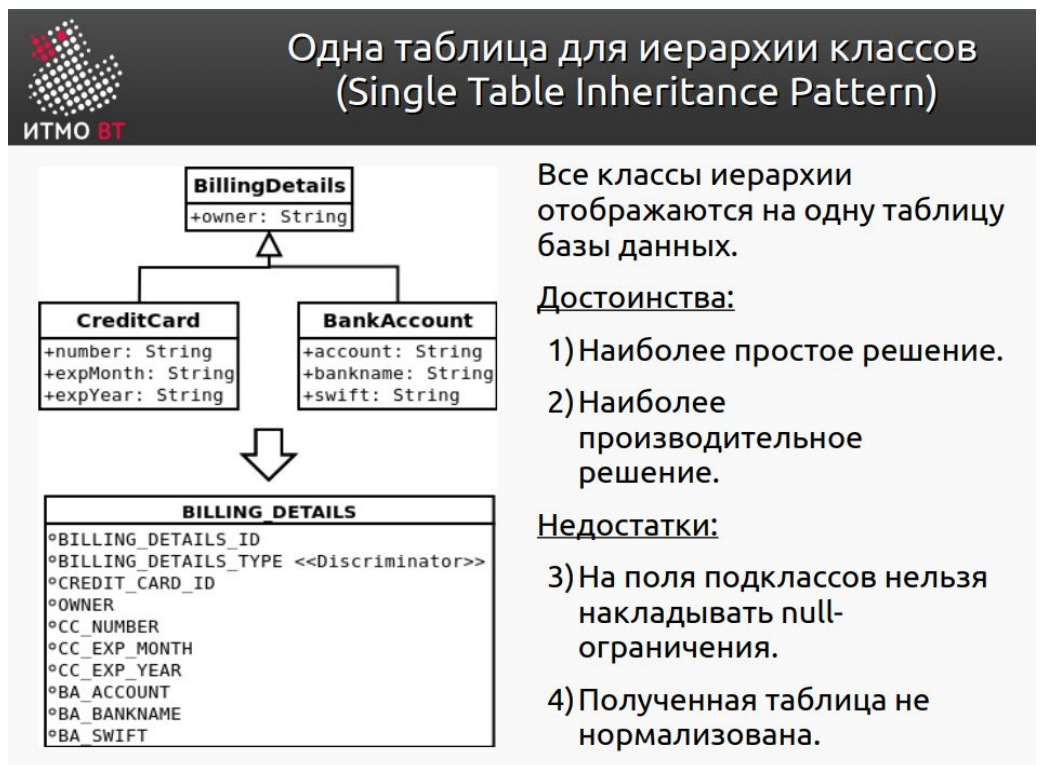 Одна таблица для иерархии классов
(Single Table Inheritance Pattern)
ИТМО ВТ
BillingDetails
+owner: String
CreditCard
+number: String
+expMonth: String
+expYear: String
BankAccount
+account: String
+bankname: String
+swift: String
BILLING_DETAILS
°BILLING_DETAILS_ID
°BILLING_DETAILS_TYPE <<Discriminator>>
°CREDIT_CARD_ID
°OWNER
°CC_NUMBER
°CC_EXP_MONTH
°CC_EXP_YEAR
°BA_ACCOUNT
°BA_BANKNAME
°BA_SWIFT
Все классы иерархии
отображаются на одну таблицу
базы данных.
Достоинства:
1) Наиболее простое решение.
2) Наиболее
производительное
решение.
Недостатки:
3) На поля подклассов нельзя
накладывать null-
ограничения.
4) Полученная таблица не
нормализована.